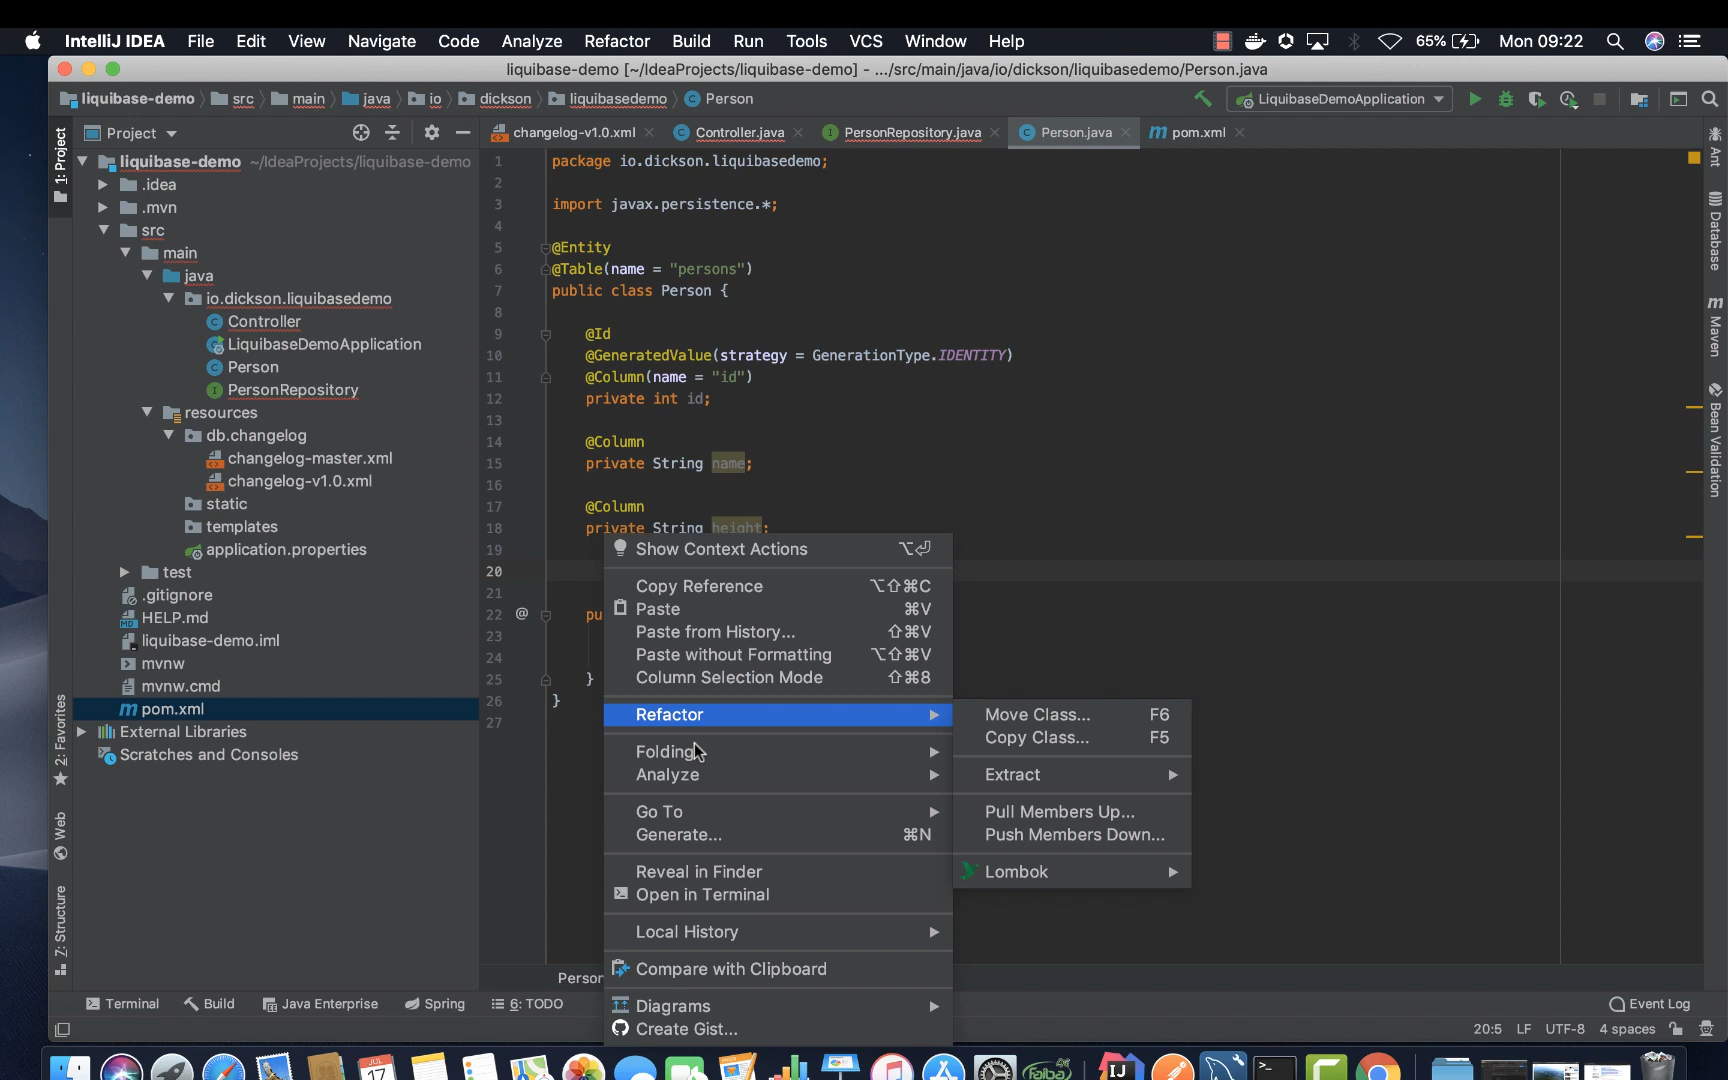 IntelliJ IDEA File Edit View Navigate Code Analyze Refactor Build Run Tools VCS Window Help 65% Mon 09:22
liquibase-demo [~/IdeaProjects/liquibase-demo] - .../src/main/java/io/dickson/liquibasedemo/Person.java
liquibase-demo src main java io dickson liquibasedemo Person LiquibaseDemoApplication
Project changelog-v1.0.xml Controller.java PersonRepository.java Person.java pom.xml
1: Project
2: Favorites
Web
Z: Structure
liquibase-demo ~/IdeaProjects/liquibase-demo
.idea
.mvn
src
main
java
io.dickson.liquibasedemo
Controller
LiquibaseDemoApplication
Person
PersonRepository
resources
db.changelog
changelog-master.xml
changelog-v1.0.xml
static
templates
application.properties
test
.gitignore
HELP.md
liquibase-demo.iml
mvnw
mvnw.cmd
pom.xml
External Libraries
Scratches and Consoles
1 package io.dickson.liquibasedemo;
2
3 import javax.persistence.*;
4
5 @Entity
6 @Table(name = "persons")
7 public class Person {
8
9 @Id
10 @GeneratedValue(strategy = GenerationType.IDENTITY)
11 @Column(name = "id")
12 private int id;
13
14 @Column
15 private String name;
16
17 @Column
18 private String height;
19
20
21
22 @ pu
23
24
25 }
26 }
27
Show Context Actions ⌥⏎
Copy Reference ⌥⇧⌘C
Paste ⌘V
Paste from History... ⇧⌘V
Paste without Formatting ⌥⇧⌘V
Column Selection Mode ⇧⌘8
Refactor
Folding
Analyze
Go To
Generate... ⌘N
Reveal in Finder
Open in Terminal
Local History
Compare with Clipboard
Diagrams
Create Gist...
Move Class... F6
Copy Class... F5
Extract
Pull Members Up...
Push Members Down...
Lombok
Ant
Database
m Maven
Bean Validation
Person
Terminal Build Java Enterprise Spring 6: TODO Event Log
20:5 LF UTF-8 4 spaces
JUL
17
IJ